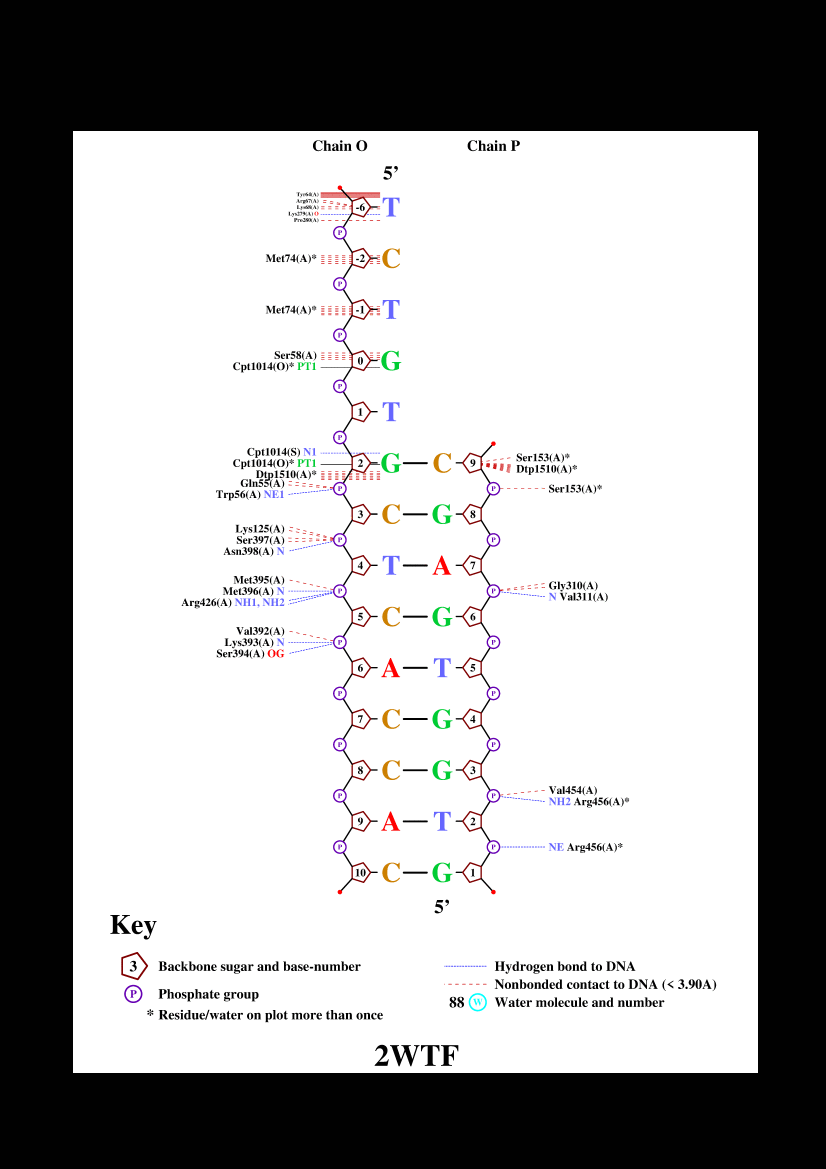 Chain O Chain P
5’
Tyr64(A)
Arg67(A)
Lys68(A)
Lys279(A) O
Pro280(A)
-6 T
P
Met74(A)* -2 C
P
Met74(A)* -1 T
P
Ser58(A)
Cpt1014(O)* PT1 0 G
P
1 T
P
Cpt1014(S) N1
Cpt1014(O)* PT1 2 G C 9 Ser153(A)*
Dtp1510(A)* Dtp1510(A)*
Gln55(A)
Trp56(A) NE1 P P Ser153(A)*
3 C G 8
Lys125(A)
Ser397(A) P P
Asn398(A) N
4 T A 7
Met395(A)
Met396(A) N P P Gly310(A)
Arg426(A) NH1, NH2 N Val311(A)
5 C G 6
Val392(A)
Lys393(A) N P P
Ser394(A) OG
6 A T 5
P P
7 C G 4
P P
8 C G 3
P P Val454(A)
NH2 Arg456(A)*
9 A T 2
P P NE Arg456(A)*
10 C G 1
5’
Key
3 Backbone sugar and base-number
P Phosphate group
* Residue/water on plot more than once
Hydrogen bond to DNA
Nonbonded contact to DNA (< 3.90A)
88 W Water molecule and number
2WTF